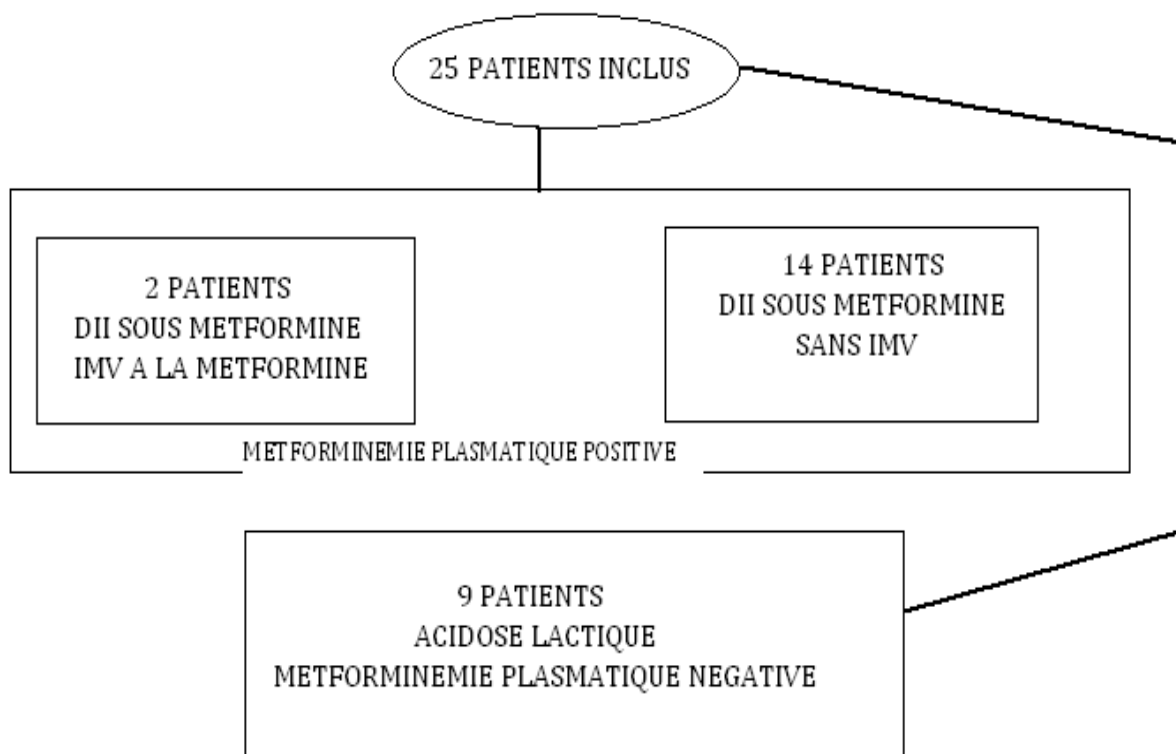 25 PATIENTS INCLUS
2 PATIENTS
DII SOUS METFORMINE
IMV A LA METFORMINE
14 PATIENTS
DII SOUS METFORMINE
SANS IMV
METFORMINEMIE PLASMATIQUE POSITIVE
9 PATIENTS
ACIDOSE LACTIQUE
METFORMINEMIE PLASMATIQUE NEGATIVE